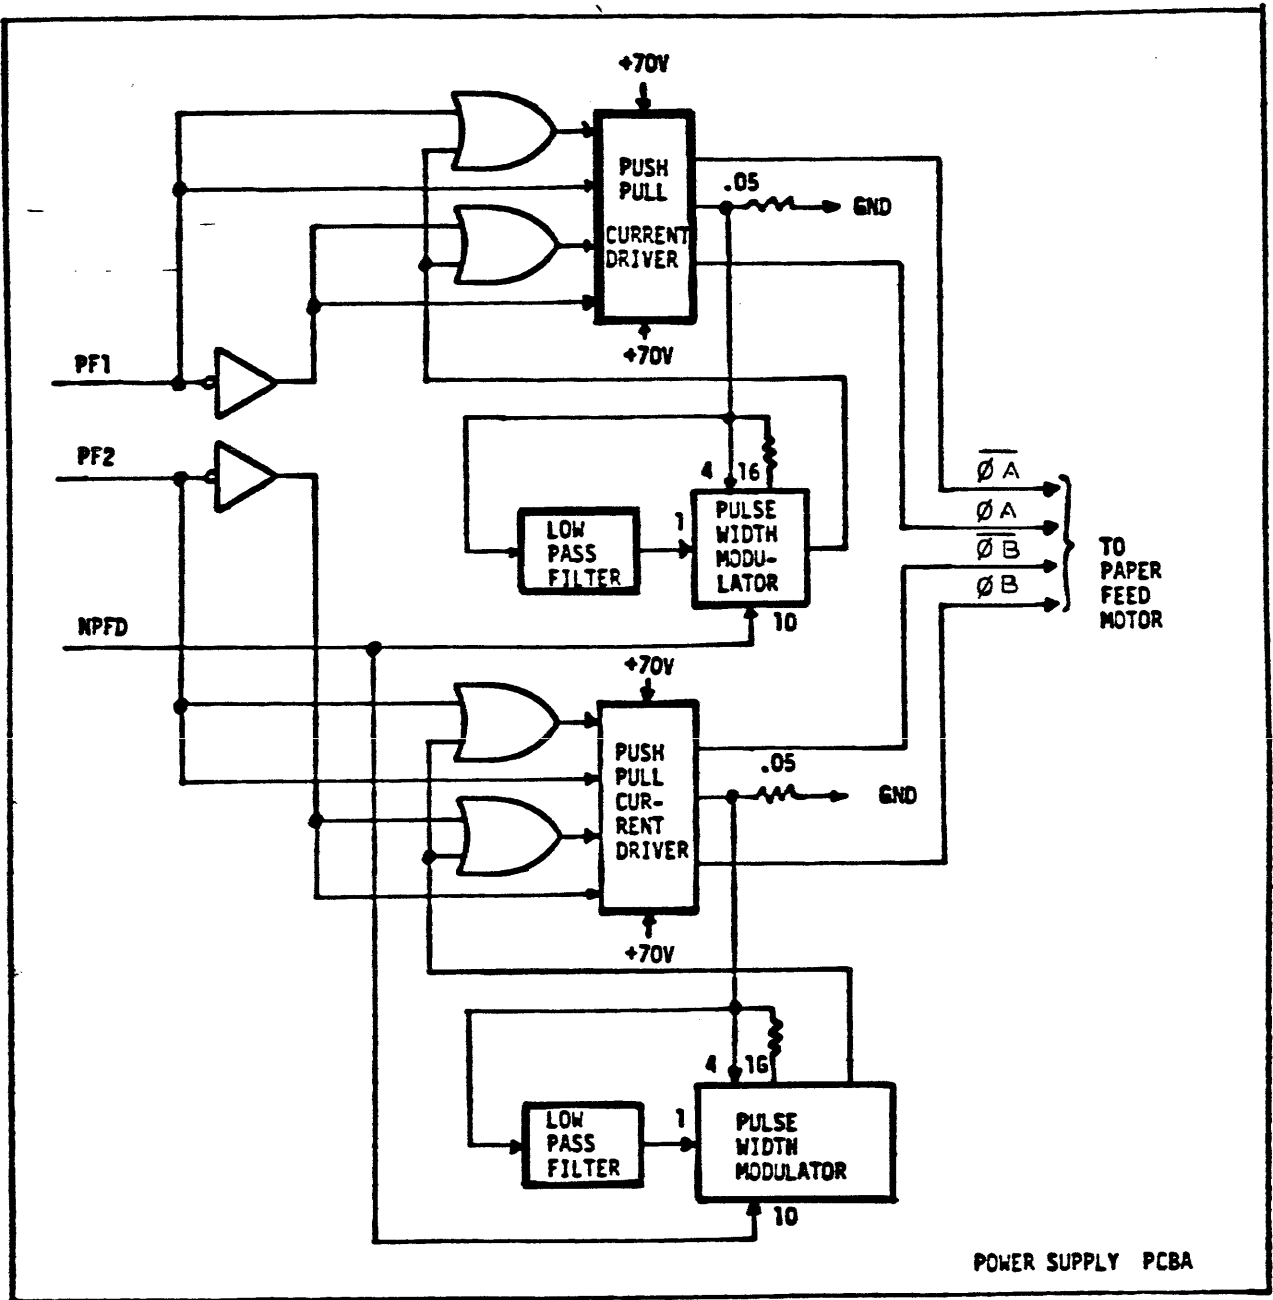 +70V
PUSH
PULL
CURRENT
DRIVER
.05
GND
+70V
PF1
PF2
4 16
PULSE
WIDTH
MODU-
LATOR
1
LOW
PASS
FILTER
10
ØA̅
ØA
ØB̅
ØB
TO
PAPER
FEED
MOTOR
NPFD
+70V
PUSH
PULL
CUR-
RENT
DRIVER
.05
GND
+70V
4 16
LOW
PASS
FILTER
1
PULSE
WIDTH
MODULATOR
10
POWER SUPPLY PCBA